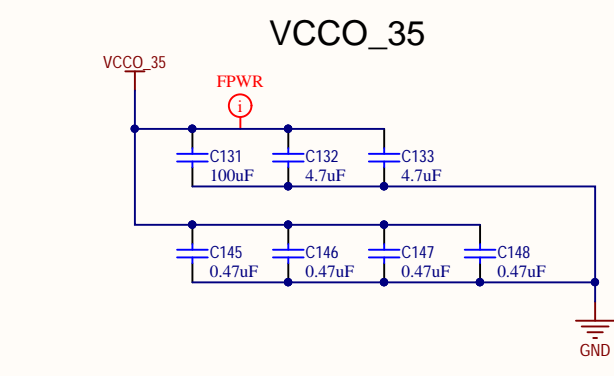 VCCO_35
VCCO_35
FPWR
i
C131
100uF
C132
4.7uF
C133
4.7uF
C145
0.47uF
C146
0.47uF
C147
0.47uF
C148
0.47uF
GND